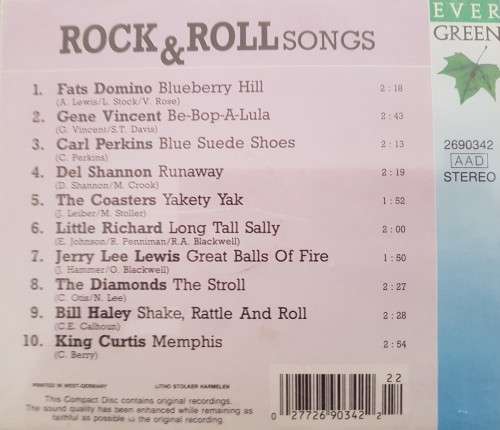 EVER
GREEN
ROCK & ROLL SONGS
1. Fats Domino Blueberry Hill 2:18
(A. Lewis/L. Stock/V. Rose)
2. Gene Vincent Be-Bop-A-Lula 2:43
(G. Vincent/S.T. Davis)
3. Carl Perkins Blue Suede Shoes 2:13
(C. Perkins)
4. Del Shannon Runaway 2:19
(D. Shannon/M. Crook)
5. The Coasters Yakety Yak 1:52
(J. Leiber/M. Stoller)
6. Little Richard Long Tall Sally 2:00
(E. Johnson/R. Penniman/R.A. Blackwell)
7. Jerry Lee Lewis Great Balls Of Fire 1:50
(J. Hammer/O. Blackwell)
8. The Diamonds The Stroll 2:27
(C. Otis/N. Lee)
9. Bill Haley Shake, Rattle And Roll 2:28
(C.E. Calhoun)
10. King Curtis Memphis 2:54
(C. Berry)
2690342
AAD
STEREO
PRINTED IN WEST-GERMANY LITHO STOLKER HARMELEN
This Compact Disc contains original recordings.
The sound quality has been enhanced while remaining as
faithful as possible to the original recording
22
0 27726 90342 2